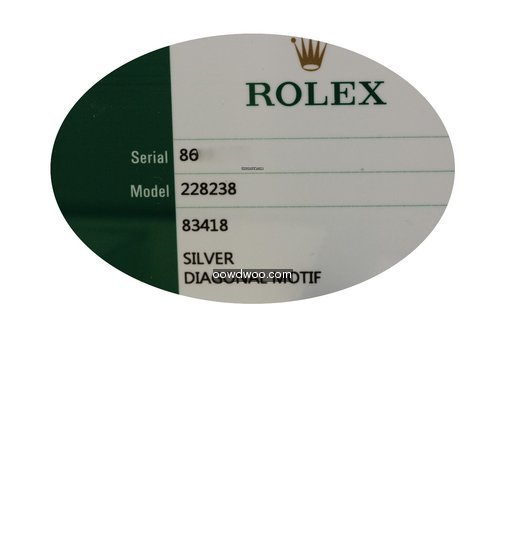 ROLEX
Serial 86
Model 228238
83418
SILVER
DIAGONAL MOTIF
oowdwoo.com